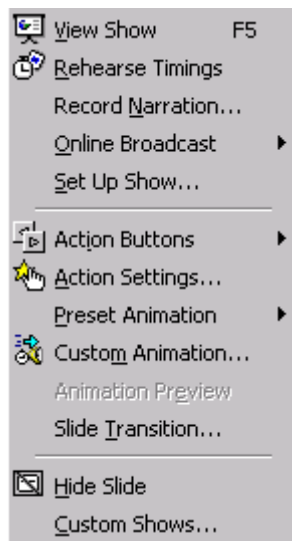 View Show F5
Rehearse Timings
Record Narration...
Online Broadcast
Set Up Show...
Action Buttons
Action Settings...
Preset Animation
Custom Animation...
Animation Preview
Slide Transition...
Hide Slide
Custom Shows...